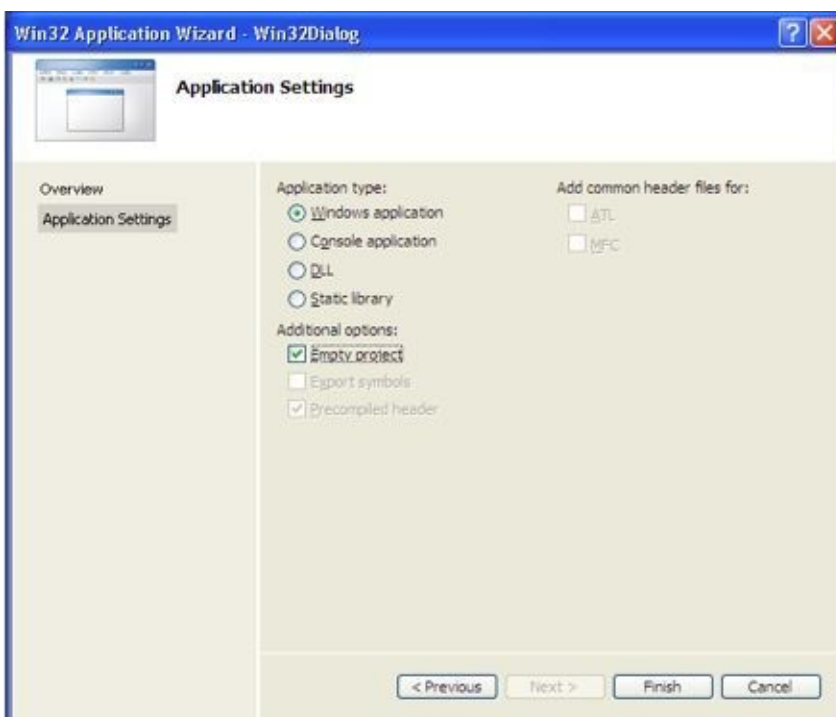 Win32 Application Wizard - Win32Dialog
Application Settings
Overview
Application Settings
Application type:
Windows application
Console application
DLL
Static library
Additional options:
Empty project
Export symbols
Precompiled header
Add common header files for:
ATL
MFC
< Previous
Next >
Finish
Cancel